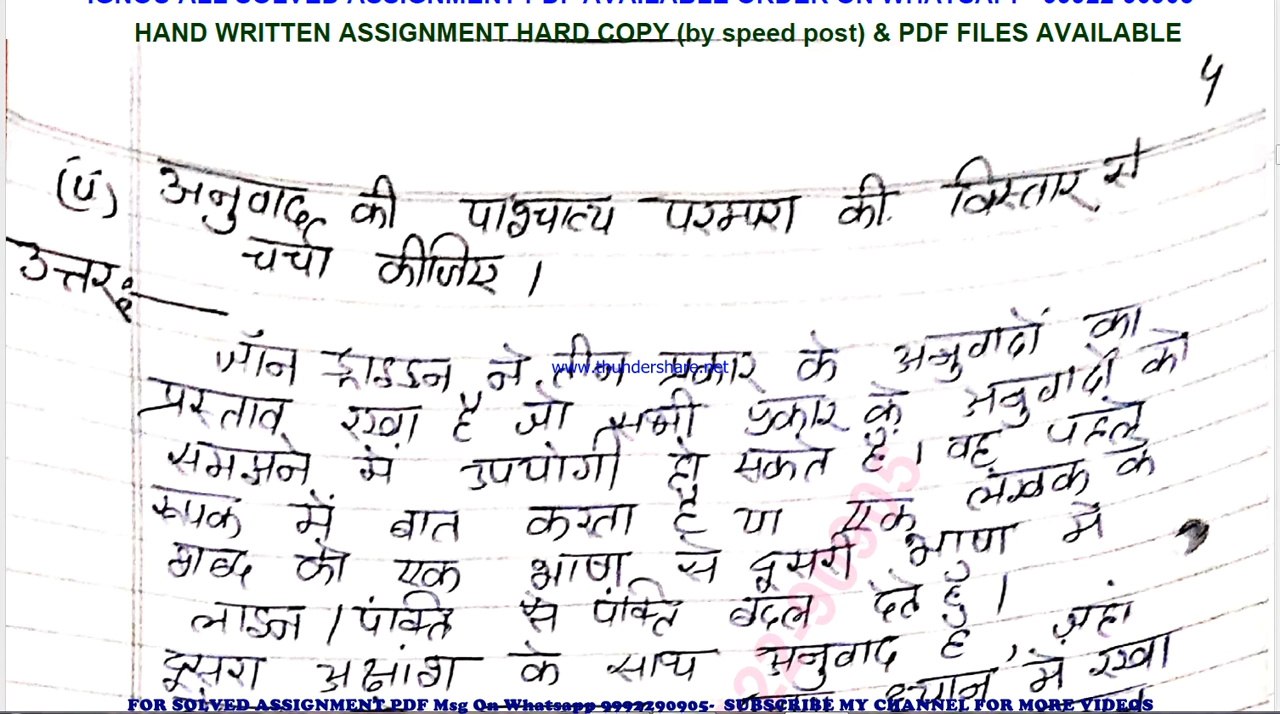 HAND WRITTEN ASSIGNMENT HARD COPY (by speed post) & PDF FILES AVAILABLE
अनुवाद की पाश्चात्य परम्परा की विस्तार से
चर्चा कीजिए।
उत्तर:-
जॉन ड्राइडन ने तीन प्रकार के अनुवादों का
www.thundershare.net
प्रस्ताव रखा है जो सभी प्रकार के अनुवादों को
समझने में उपयोगी हो सकते हैं। वह पहले
रूपक में बात करता है या एक लेखक के
शब्द को एक भाषा से दूसरी भाषा में
लाइन / पंक्ति से पंक्ति बदल देते हैं।
दूसरा अक्षांश के साथ अनुवाद है, जहां
में रखा
FOR SOLVED ASSIGNMENT PDF Msg On Whatsapp 9992290905- SUBSCRIBE MY CHANNEL FOR MORE VIDEOS